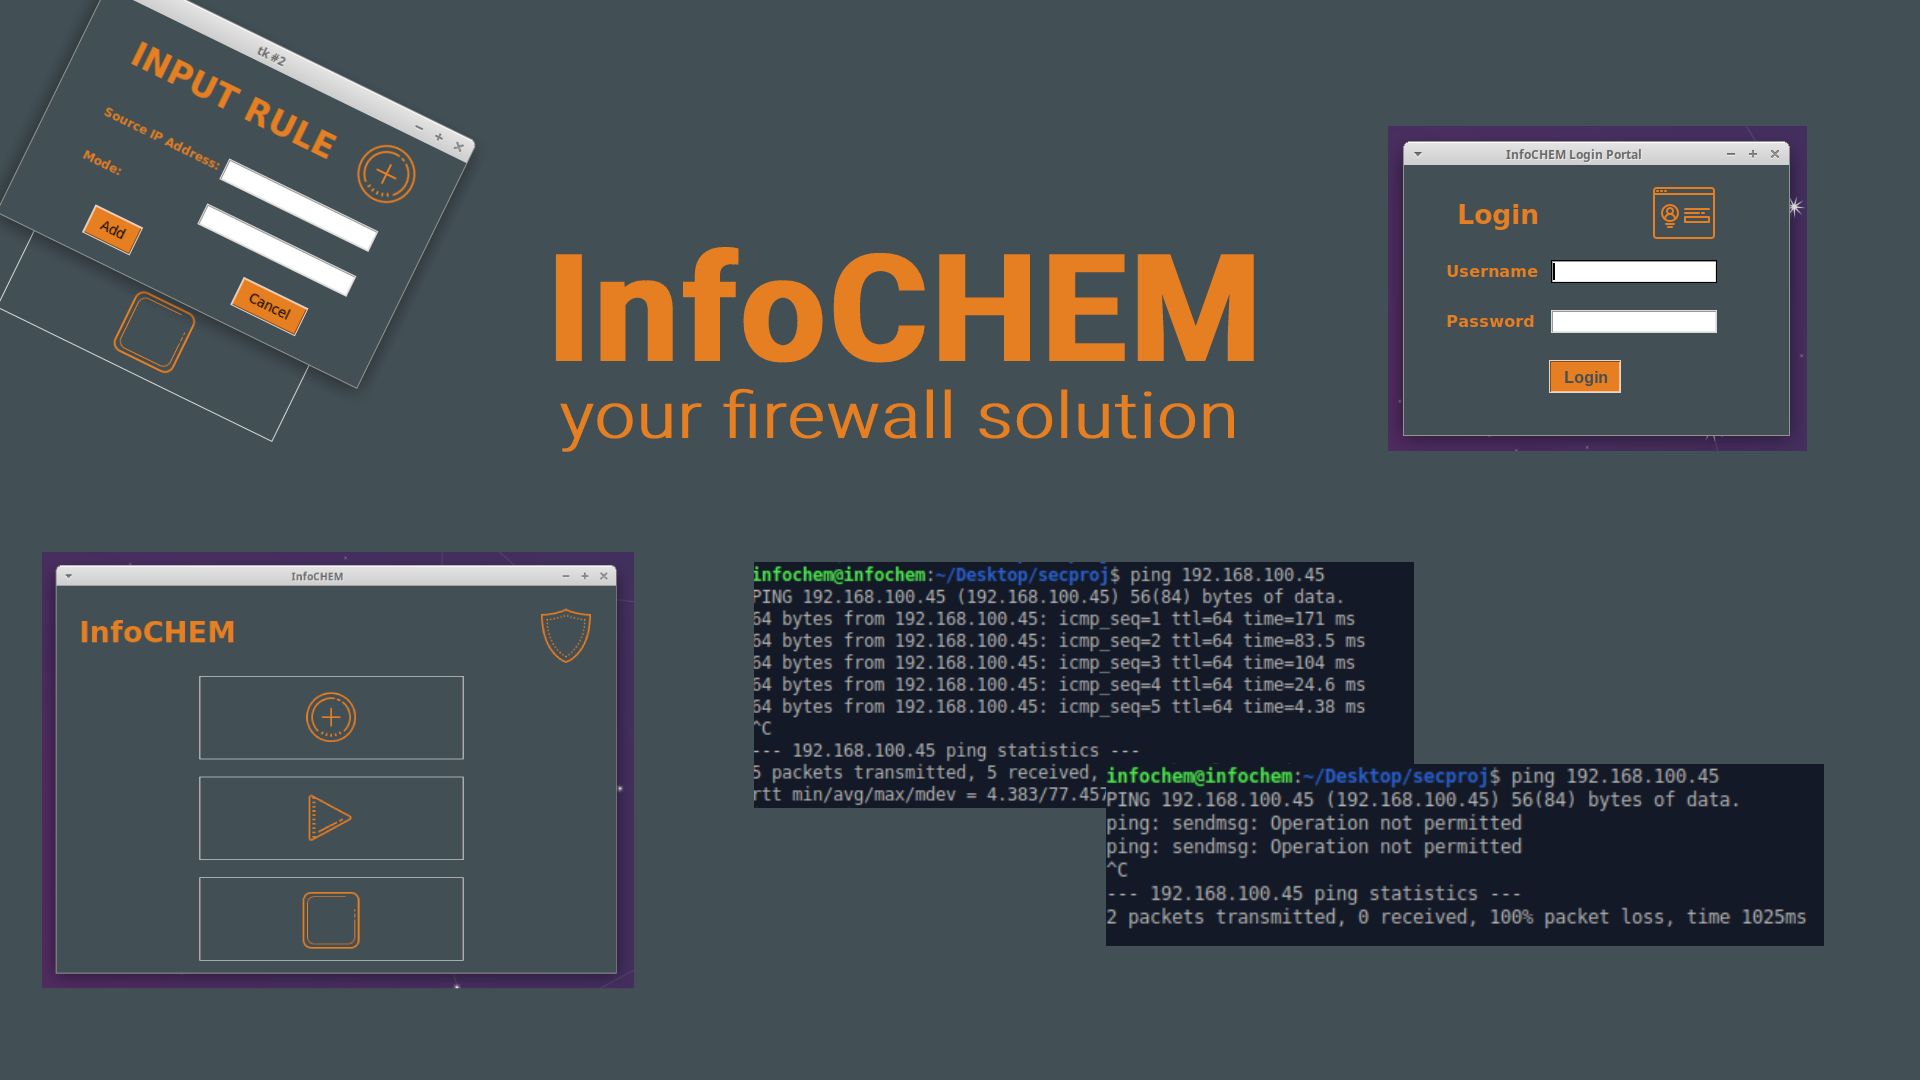 tk #2
INPUT RULE
Source IP Address:
Mode:
Add
Cancel
InfoCHEM
your firewall solution
InfoCHEM Login Portal
Login
Username
Password
Login
InfoCHEM
InfoCHEM
infochem@infochem:~/Desktop/secproj$ ping 192.168.100.45
PING 192.168.100.45 (192.168.100.45) 56(84) bytes of data.
64 bytes from 192.168.100.45: icmp_seq=1 ttl=64 time=171 ms
64 bytes from 192.168.100.45: icmp_seq=2 ttl=64 time=83.5 ms
64 bytes from 192.168.100.45: icmp_seq=3 ttl=64 time=104 ms
64 bytes from 192.168.100.45: icmp_seq=4 ttl=64 time=24.6 ms
64 bytes from 192.168.100.45: icmp_seq=5 ttl=64 time=4.38 ms
^C
--- 192.168.100.45 ping statistics ---
5 packets transmitted, 5 received,
rtt min/avg/max/mdev = 4.383/77.457
infochem@infochem:~/Desktop/secproj$ ping 192.168.100.45
PING 192.168.100.45 (192.168.100.45) 56(84) bytes of data.
ping: sendmsg: Operation not permitted
ping: sendmsg: Operation not permitted
^C
--- 192.168.100.45 ping statistics ---
2 packets transmitted, 0 received, 100% packet loss, time 1025ms